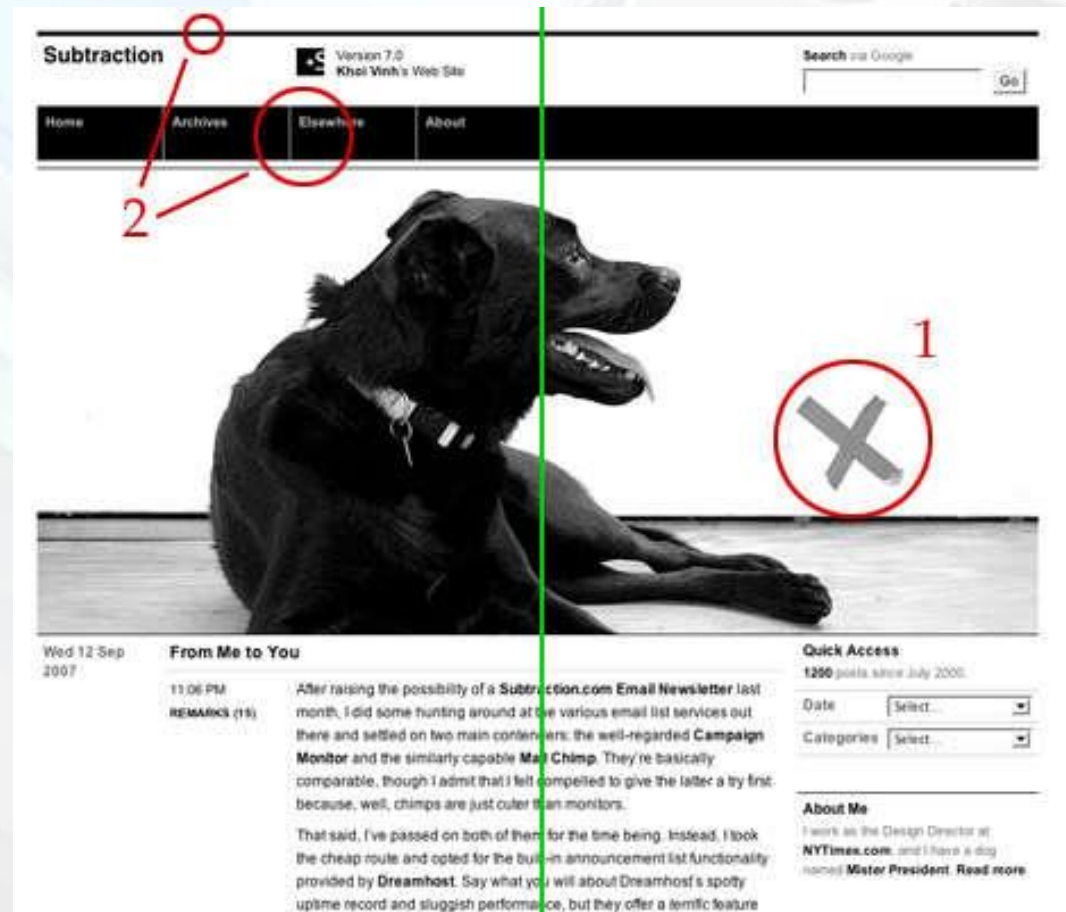 Subtraction
Version 7.0
Khoi Vinh's Web Site
Search via Google
Go
Home
Archives
Elsewhere
About
2
1
Wed 12 Sep
2007
From Me to You
11:06 PM
REMARKS (15)
After raising the possibility of a Subtraction.com Email Newsletter last
month, I did some hunting around at the various email list services out
there and settled on two main contenders: the well-regarded Campaign
Monitor and the similarly capable Mail Chimp. They're basically
comparable, though I admit that I felt compelled to give the latter a try first
because, well, chimps are just cuter than monitors.
That said, I've passed on both of them for the time being. Instead, I took
the cheap route and opted for the built-in announcement list functionality
provided by Dreamhost. Say what you will about Dreamhost's spotty
uptime record and sluggish performance, but they offer a terrific feature
Quick Access
1200 posts since July 2000.
Date
Select...
Categories
Select...
About Me
I work as the Design Director at
NYTimes.com, and I have a dog
named Mister President. Read more